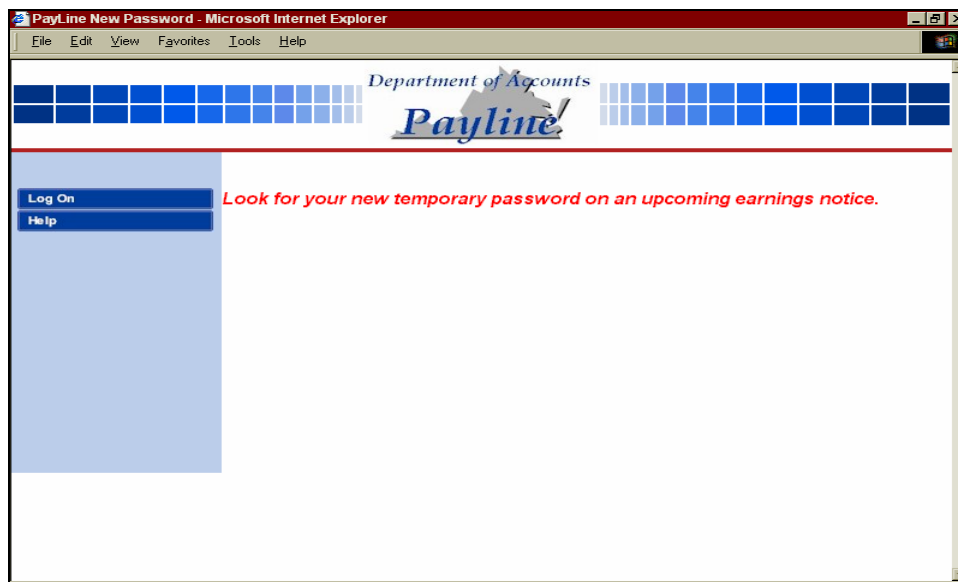 PayLine New Password - Microsoft Internet Explorer
File Edit View Favorites Tools Help
Department of Accounts
Payline
Log On
Help
Look for your new temporary password on an upcoming earnings notice.